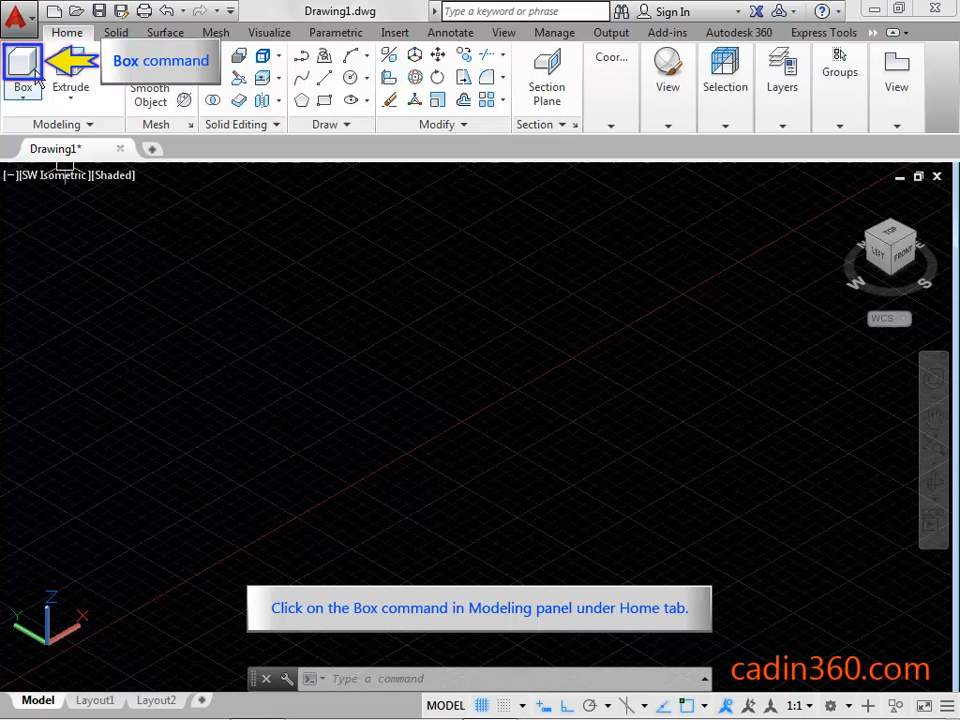 Drawing1.dwg
Type a keyword or phrase
Sign In
Home Solid Surface Mesh Visualize Parametric Insert Annotate View Manage Output Add-ins Autodesk 360 Express Tools
Box command
Box
Extrude
Smooth
Object
Section
Plane
Coor...
View
Selection
Layers
Groups
View
Modeling Mesh Solid Editing Draw Modify Section
Drawing1*
[−][SW Isometric][Shaded]
TOP
LEFT
FRONT
N
E
W
S
WCS
Z
Y
X
Click on the Box command in Modeling panel under Home tab.
Type a command
cadin360.com
Model Layout1 Layout2
MODEL
1:1